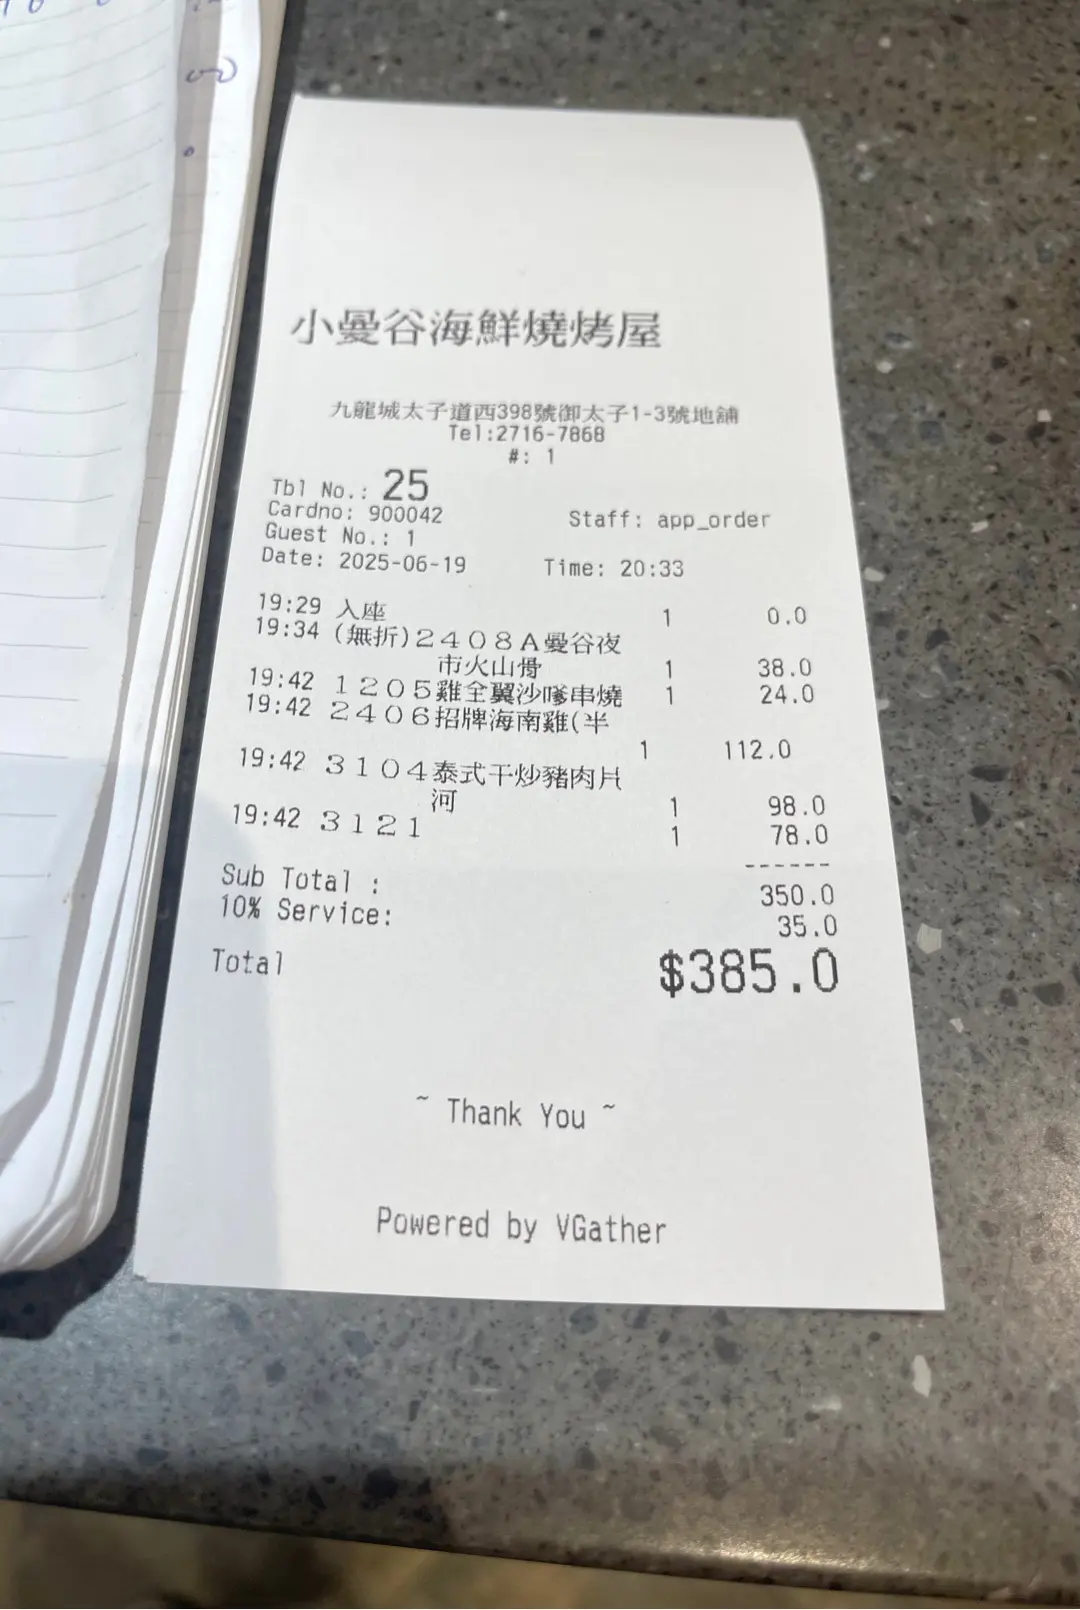 小曼谷海鮮燒烤屋
九龍城太子道西398號御太子1-3號地舖
Tel:2716-7868
#: 1
Tbl No.: 25
Cardno: 900042 Staff: app_order
Guest No.: 1
Date: 2025-06-19 Time: 20:33
19:29 入座 1 0.0
19:34 (無折)2408A曼谷夜
市火山骨 1 38.0
19:42 1205雞全翼沙嗲串燒 1 24.0
19:42 2406招牌海南雞(半
1 112.0
19:42 3104泰式干炒豬肉片
河 1 98.0
19:42 3121 1 78.0
------
Sub Total : 350.0
10% Service: 35.0
Total $385.0
~ Thank You ~
Powered by VGather